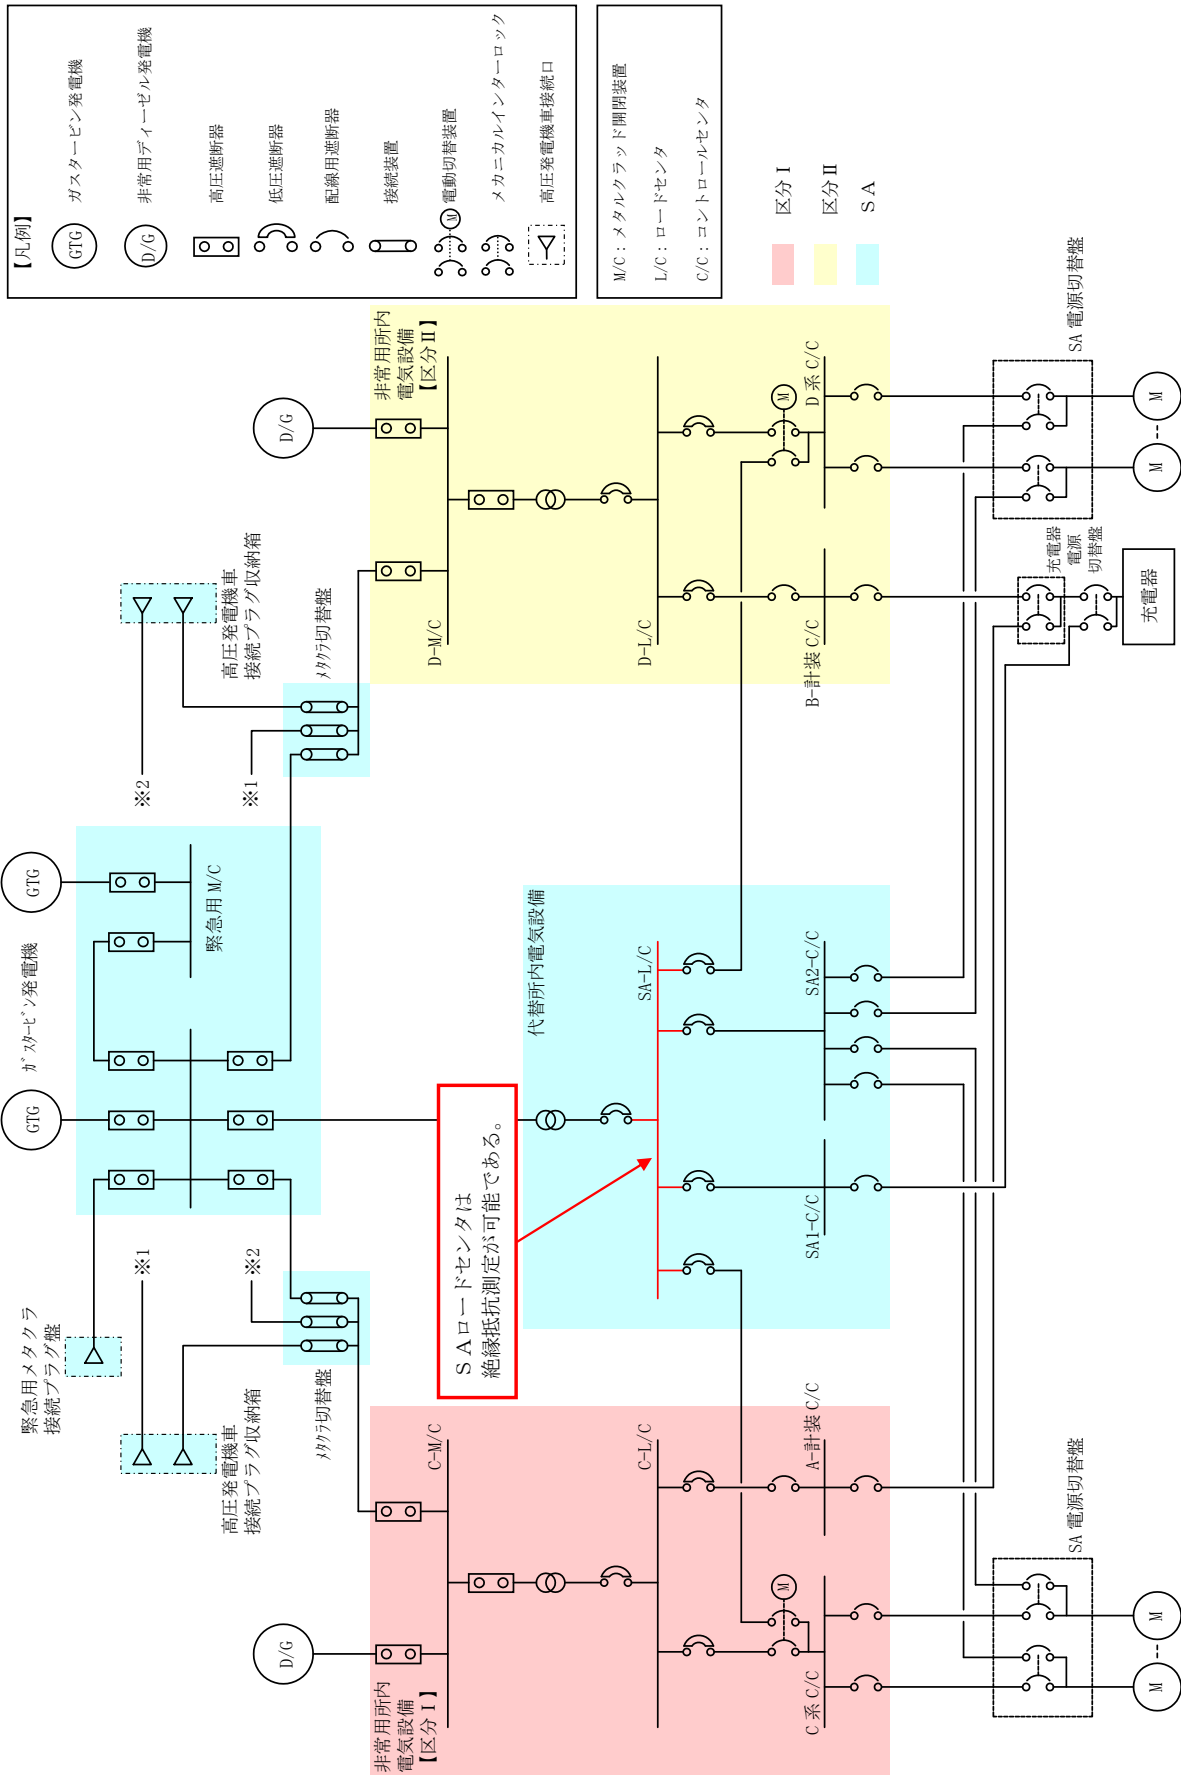 【凡例】
GTG
ガスタービン発電機
D/G
非常用ディーゼル発電機
高圧遮断器
低圧遮断器
配線用遮断器
接続装置
M
電動切替装置
メカニカルインターロック
高圧発電機車接続口
M/C：メタルクラッド開閉装置
L/C：ロードセンタ
C/C：コントロールセンタ
区分Ⅰ
区分Ⅱ
ＳＡ
緊急用メタクラ
接続プラグ盤
GTG
ｶﾞｽﾀｰﾋﾞﾝ発電機
GTG
緊急用 M/C
※1
※2
高圧発電機車
接続プラグ収納箱
ﾒﾀｸﾗ切替盤
※2
※1
高圧発電機車
接続プラグ収納箱
ﾒﾀｸﾗ切替盤
D/G
非常用所内
電気設備
【区分Ⅰ】
C-M/C
C-L/C
M
C 系 C/C
A-計装 C/C
ＳＡロードセンタは
絶縁抵抗測定が可能である。
代替所内電気設備
SA-L/C
SA1-C/C
SA2-C/C
D/G
非常用所内
電気設備
【区分Ⅱ】
D-M/C
D-L/C
M
B-計装 C/C
D 系 C/C
SA 電源切替盤
M
M
充電器
電源
切替盤
充電器
SA 電源切替盤
M
M